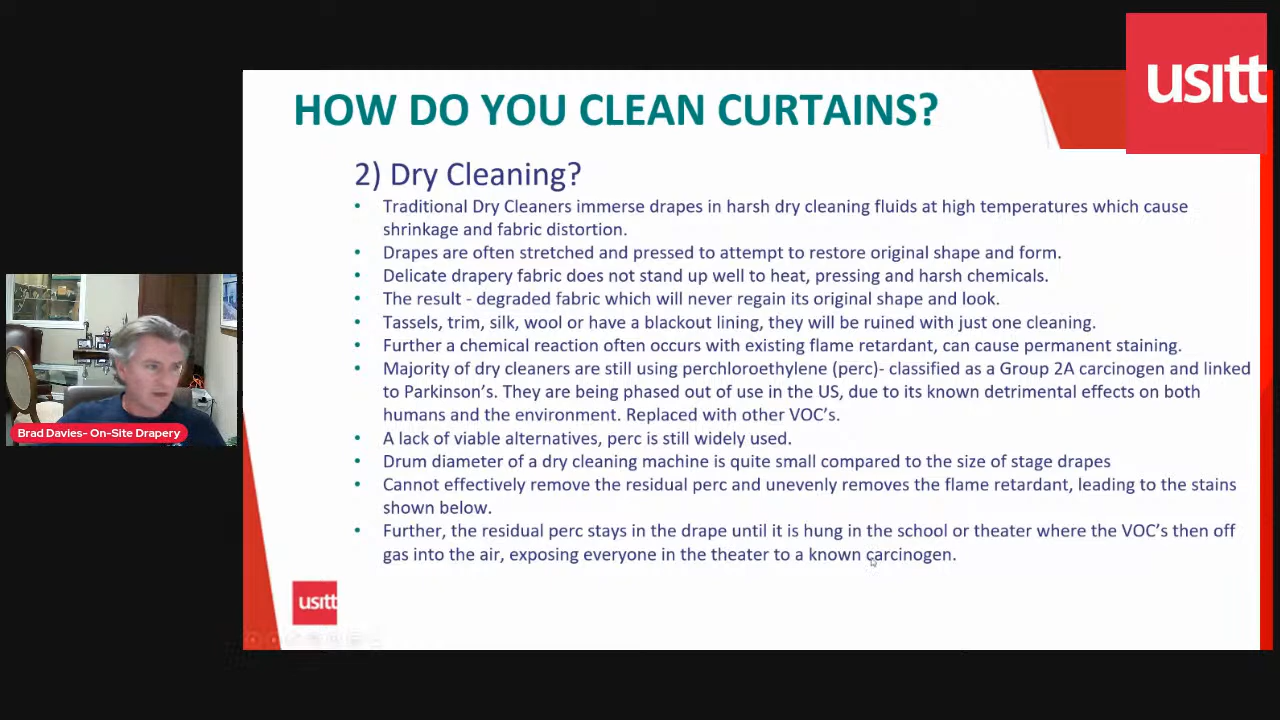 usitt
HOW DO YOU CLEAN CURTAINS?
2) Dry Cleaning?
• Traditional Dry Cleaners immerse drapes in harsh dry cleaning fluids at high temperatures which cause
shrinkage and fabric distortion.
• Drapes are often stretched and pressed to attempt to restore original shape and form.
• Delicate drapery fabric does not stand up well to heat, pressing and harsh chemicals.
• The result - degraded fabric which will never regain its original shape and look.
• Tassels, trim, silk, wool or have a blackout lining, they will be ruined with just one cleaning.
• Further a chemical reaction often occurs with existing flame retardant, can cause permanent staining.
• Majority of dry cleaners are still using perchloroethylene (perc)- classified as a Group 2A carcinogen and linked
to Parkinson's. They are being phased out of use in the US, due to its known detrimental effects on both
humans and the environment. Replaced with other VOC's.
• A lack of viable alternatives, perc is still widely used.
• Drum diameter of a dry cleaning machine is quite small compared to the size of stage drapes
• Cannot effectively remove the residual perc and unevenly removes the flame retardant, leading to the stains
shown below.
• Further, the residual perc stays in the drape until it is hung in the school or theater where the VOC's then off
gas into the air, exposing everyone in the theater to a known carcinogen.
Brad Davies- On-Site Drapery
usitt